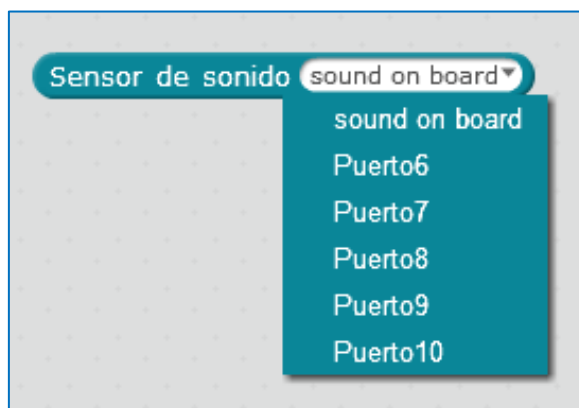 Sensor de sonido sound on board
sound on board
Puerto6
Puerto7
Puerto8
Puerto9
Puerto10